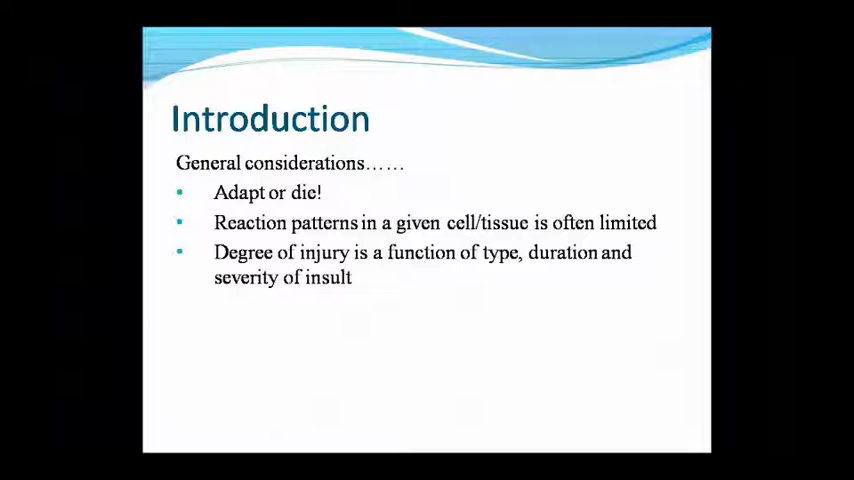 Introduction
General considerations……
• Adapt or die!
• Reaction patterns in a given cell/tissue is often limited
• Degree of injury is a function of type, duration and
severity of insult